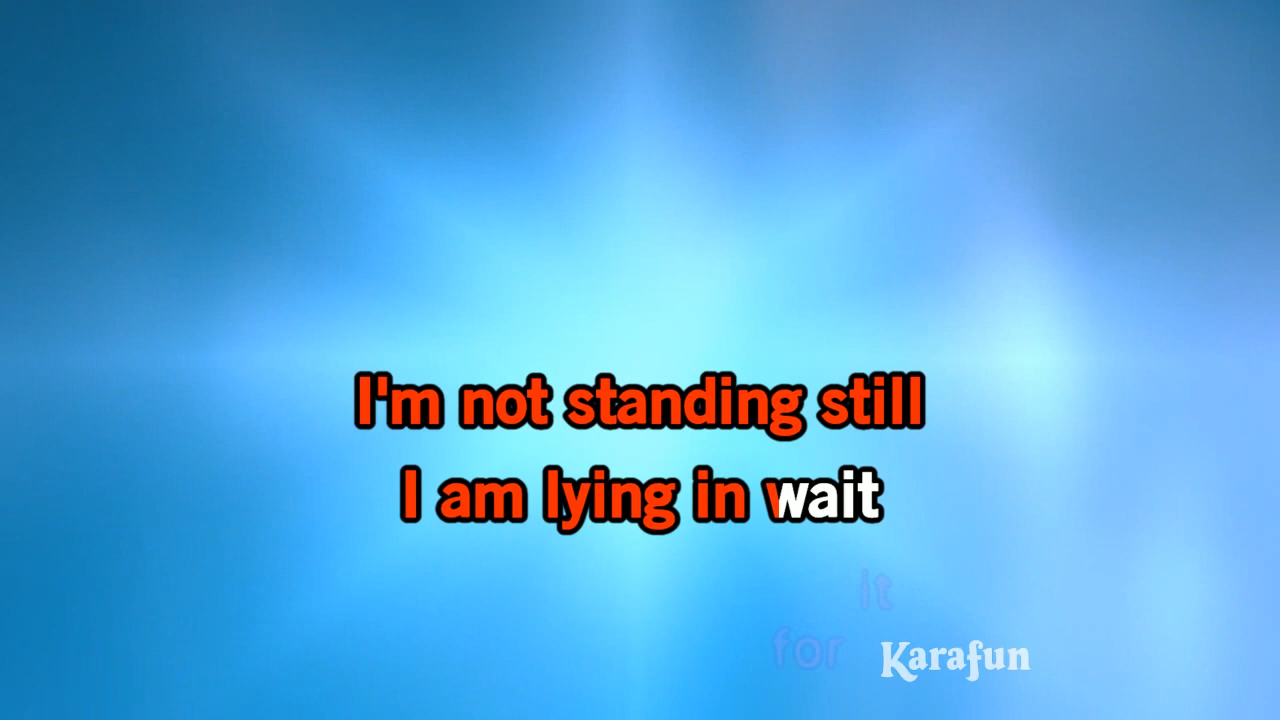 I'm not standing still
I am lying in wait
it
for
Karafun